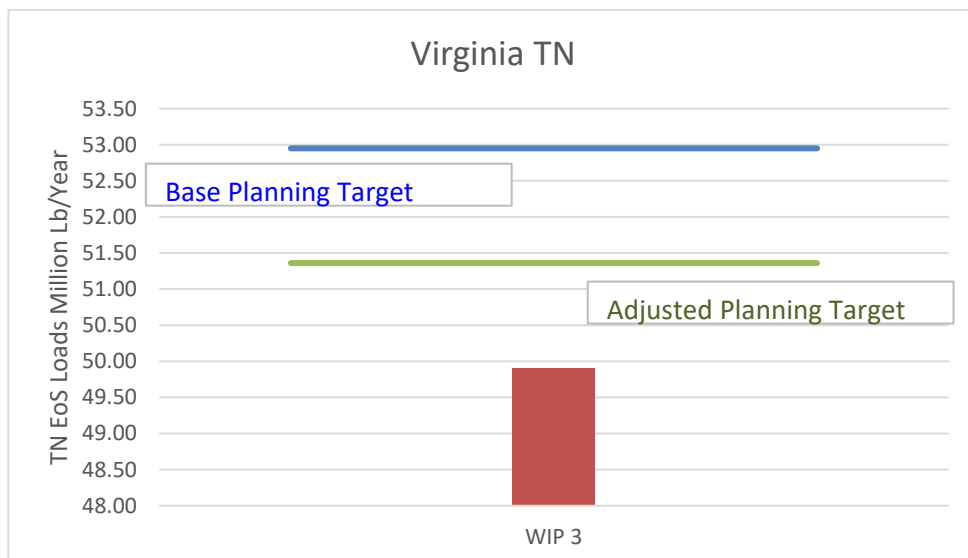 Virginia TN
TN EoS Loads Million Lb/Year
53.50
53.00
52.50
52.00
51.50
51.00
50.50
50.00
49.50
49.00
48.50
48.00
Base Planning Target
Adjusted Planning Target
WIP 3